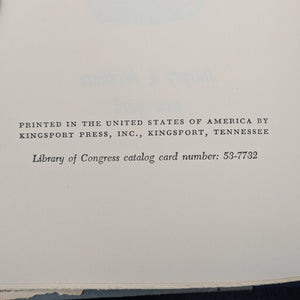 PRINTED IN THE UNITED STATES OF AMERICA BY
KINGSPORT PRESS, INC., KINGSPORT, TENNESSEE
Library of Congress catalog card number: 53-7732